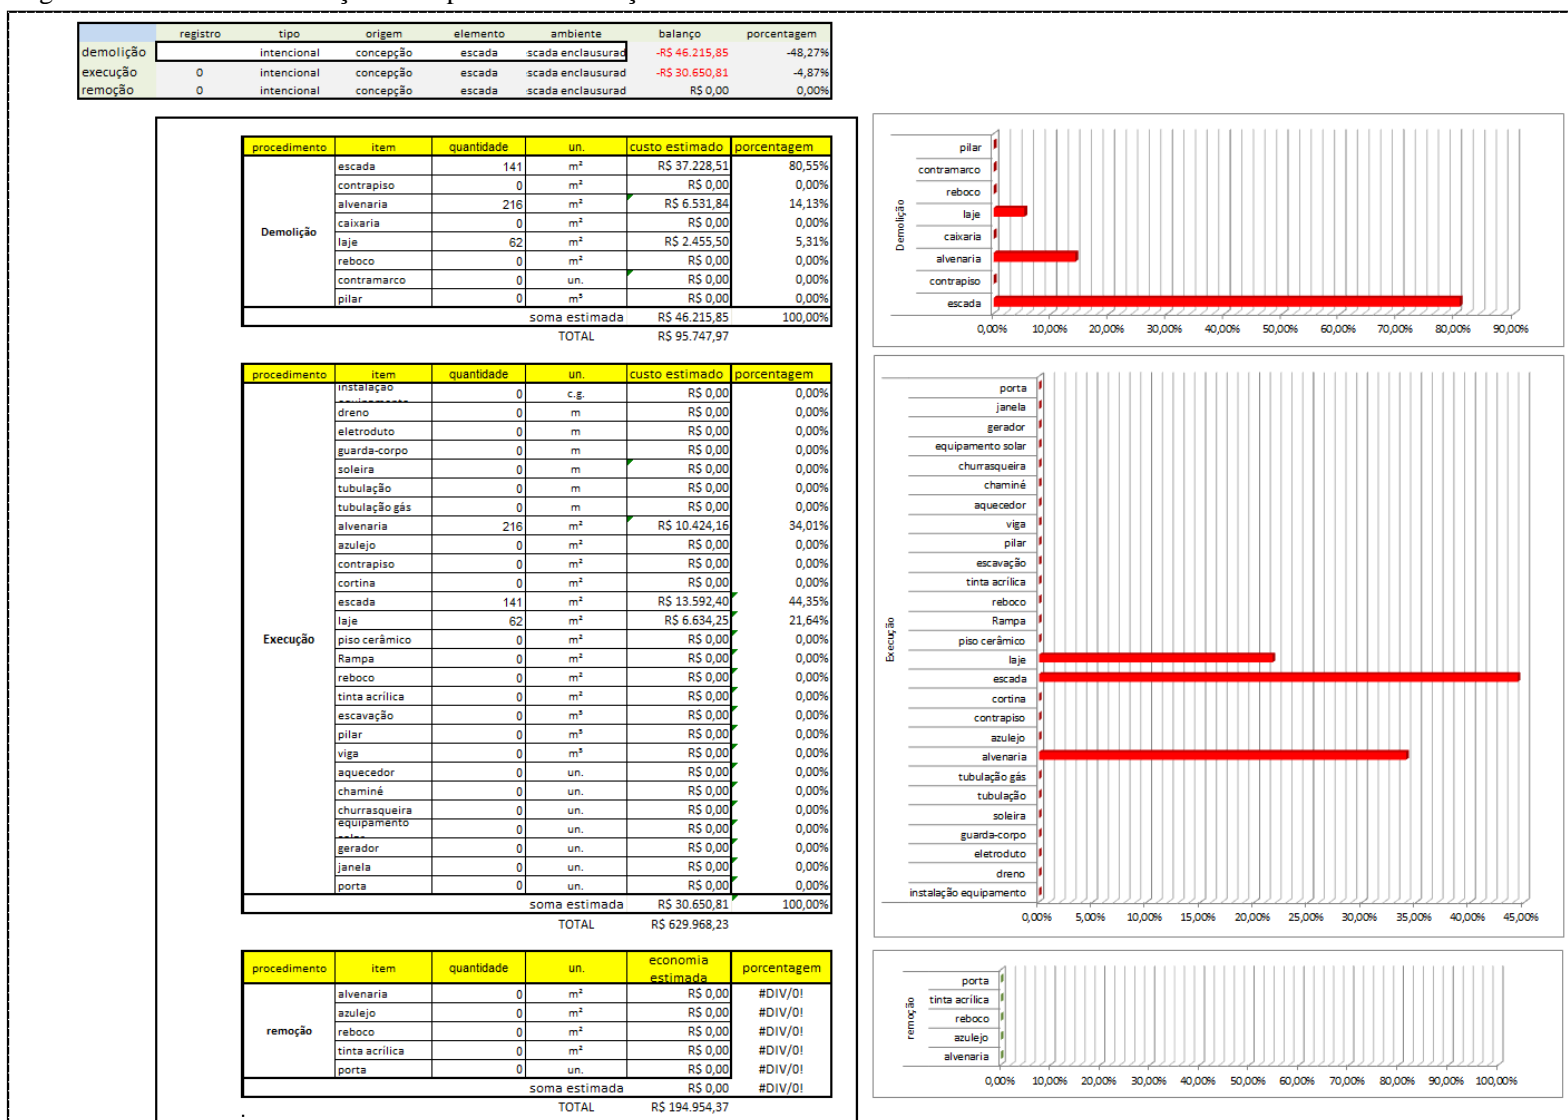 registro tipo origem elemento ambiente balanço porcentagem
demolição intencional concepção escada scada enclausurad -R$ 46.215,85 -48,27%
execução 0 intencional concepção escada scada enclausurad -R$ 30.650,81 -4,87%
remoção 0 intencional concepção escada scada enclausurad R$ 0,00 0,00%
procedimento item quantidade un. custo estimado porcentagem
Demolição
escada 141 m² R$ 37.228,51 80,55%
contrapiso 0 m² R$ 0,00 0,00%
alvenaria 216 m² R$ 6.531,84 14,13%
caixaria 0 m² R$ 0,00 0,00%
laje 62 m² R$ 2.455,50 5,31%
reboco 0 m² R$ 0,00 0,00%
contramarco 0 un. R$ 0,00 0,00%
pilar 0 m³ R$ 0,00 0,00%
soma estimada R$ 46.215,85 100,00%
TOTAL R$ 95.747,97
Demolição
pilar
contramarco
reboco
laje
caixaria
alvenaria
contrapiso
escada
0,00% 10,00% 20,00% 30,00% 40,00% 50,00% 60,00% 70,00% 80,00% 90,00%
procedimento item quantidade un. custo estimado porcentagem
Execução
instalação 0 c.g. R$ 0,00 0,00%
dreno 0 m R$ 0,00 0,00%
eletroduto 0 m R$ 0,00 0,00%
guarda-corpo 0 m R$ 0,00 0,00%
soleira 0 m R$ 0,00 0,00%
tubulação 0 m R$ 0,00 0,00%
tubulação gás 0 m R$ 0,00 0,00%
alvenaria 216 m² R$ 10.424,16 34,01%
azulejo 0 m² R$ 0,00 0,00%
contrapiso 0 m² R$ 0,00 0,00%
cortina 0 m² R$ 0,00 0,00%
escada 141 m² R$ 13.592,40 44,35%
laje 62 m² R$ 6.634,25 21,64%
piso cerâmico 0 m² R$ 0,00 0,00%
Rampa 0 m² R$ 0,00 0,00%
reboco 0 m² R$ 0,00 0,00%
tinta acrílica 0 m² R$ 0,00 0,00%
escavação 0 m³ R$ 0,00 0,00%
pilar 0 m³ R$ 0,00 0,00%
viga 0 m³ R$ 0,00 0,00%
aquecedor 0 un. R$ 0,00 0,00%
chaminé 0 un. R$ 0,00 0,00%
churrasqueira 0 un. R$ 0,00 0,00%
equipamento 0 un. R$ 0,00 0,00%
gerador 0 un. R$ 0,00 0,00%
janela 0 un. R$ 0,00 0,00%
porta 0 un. R$ 0,00 0,00%
soma estimada R$ 30.650,81 100,00%
TOTAL R$ 629.968,23
Execução
porta
janela
gerador
equipamento solar
churrasqueira
chaminé
aquecedor
viga
pilar
escavação
tinta acrílica
reboco
Rampa
piso cerâmico
laje
escada
cortina
contrapiso
azulejo
alvenaria
tubulação gás
tubulação
soleira
guarda-corpo
eletroduto
dreno
instalação equipamento
0,00% 5,00% 10,00% 15,00% 20,00% 25,00% 30,00% 35,00% 40,00% 45,00%
procedimento item quantidade un. economia estimada porcentagem
remoção
alvenaria 0 m² R$ 0,00 #DIV/0!
azulejo 0 m² R$ 0,00 #DIV/0!
reboco 0 m² R$ 0,00 #DIV/0!
tinta acrílica 0 m² R$ 0,00 #DIV/0!
porta 0 un. R$ 0,00 #DIV/0!
soma estimada R$ 0,00 #DIV/0!
TOTAL R$ 194.954,37
remoção
porta
tinta acrílica
reboco
azulejo
alvenaria
0,00% 10,00% 20,00% 30,00% 40,00% 50,00% 60,00% 70,00% 80,00% 90,00% 100,00%